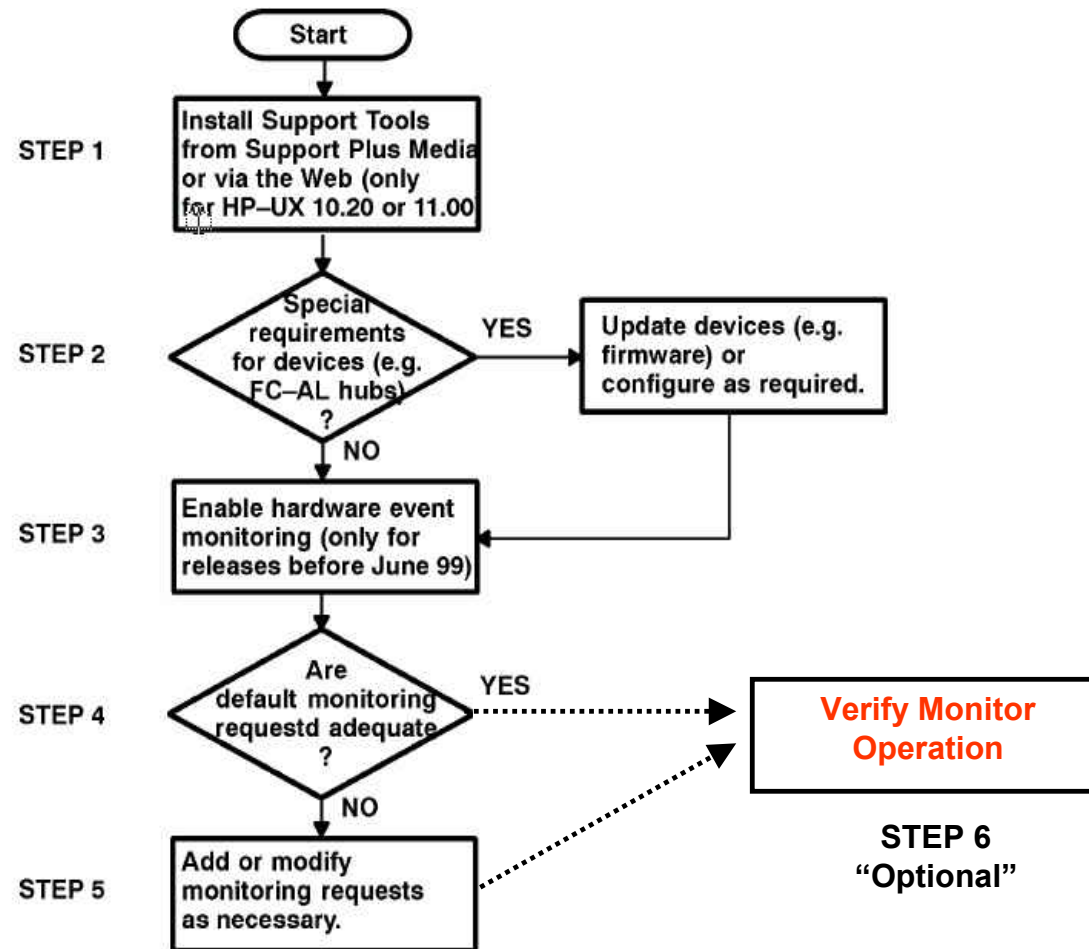 Start
STEP 1
Install Support Tools
from Support Plus Media
or via the Web (only
for HP–UX 10.20 or 11.00
STEP 2
Special
requirements
for devices (e.g.
FC–AL hubs)
?
YES
Update devices (e.g.
firmware) or
configure as required.
NO
STEP 3
Enable hardware event
monitoring (only for
releases before June 99)
STEP 4
Are
default monitoring
requestd adequate
?
YES
Verify Monitor
Operation
STEP 6
“Optional”
NO
STEP 5
Add or modify
monitoring requests
as necessary.